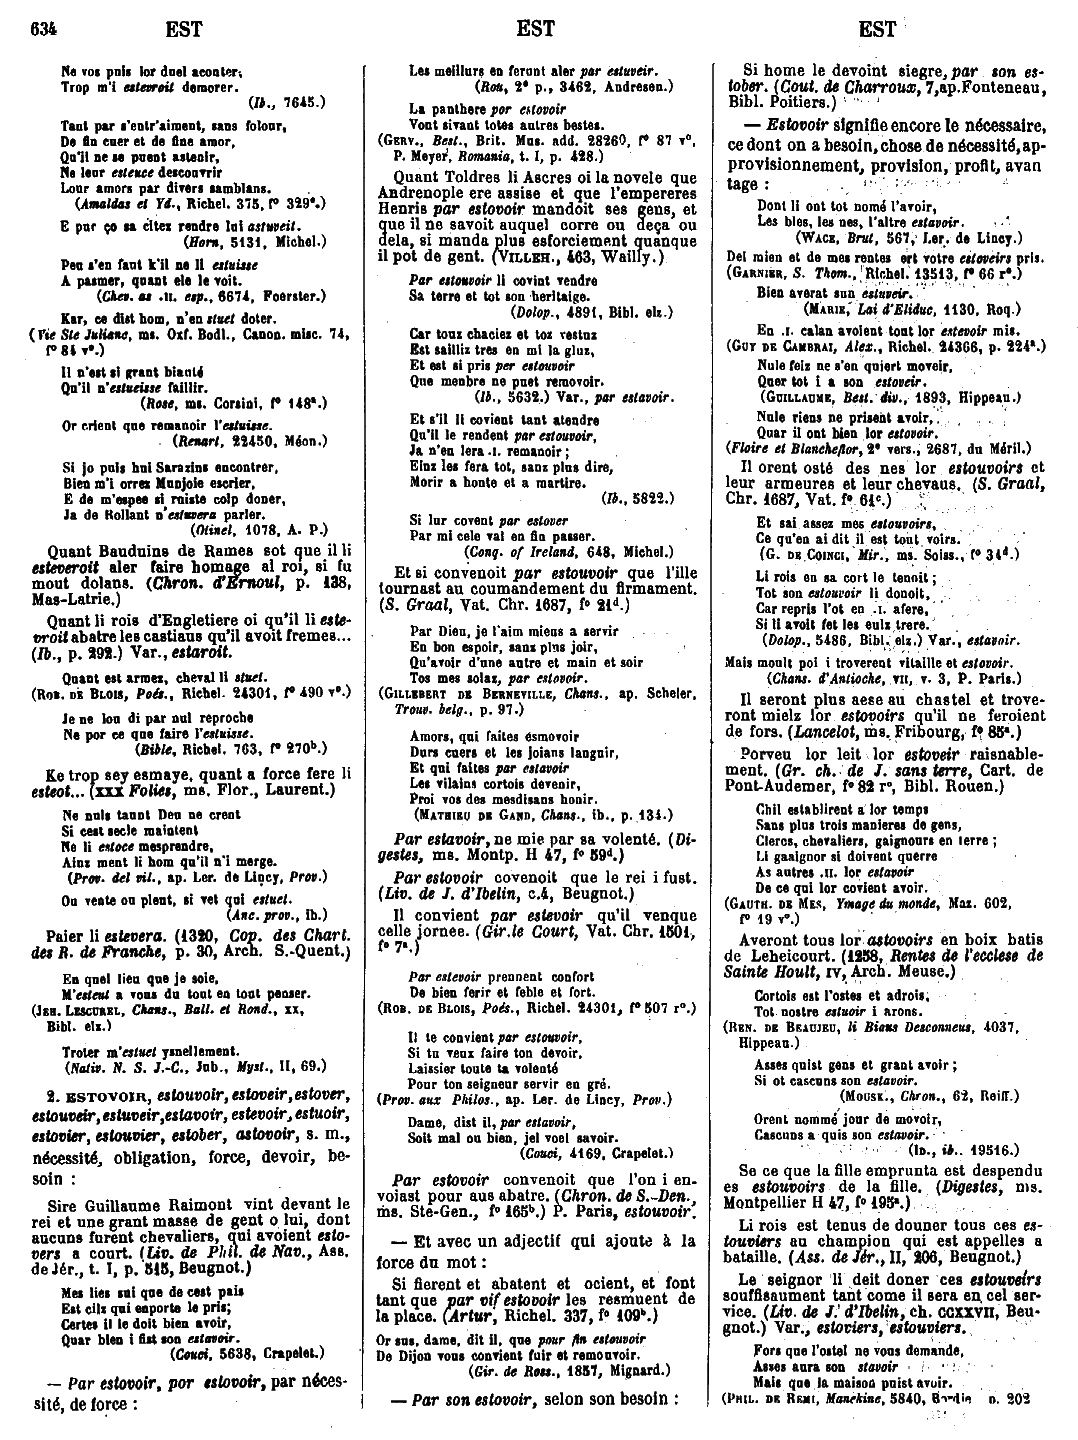 634
EST
EST
EST
Ne vos puis lor duel aconter;
Trop m'i estevroit demorer.
(Ib., 7645.)
Tant par s'entr'aiment, sans folour,
De fin cuer et de fine amor,
Qu'il ne se puent astenir,
Ne leur esteuce descouvrir
Lour amors par divers samblans.
(Amaldas et Yd., Richel. 375, f° 329a.)
E pur ço sa eitez rendre lui astuveit.
(Horn, 5131, Michel.)
Peu s'en faut k'il ne li estuisse
A pasmer, quant ele le voit.
(Chev. as .II. esp., 6674, Foerster.)
Kar, ce dist hom, n'en stuet doter.
(Vie Ste Juliane, ms. Oxf. Bodl., Canon. misc. 74,
f° 84 v°.)
Il n'est si grant biauté
Qu'il n'estueisse faillir.
(Rose, ms. Corsini, f° 148a.)
Or crient que remanoir l'estuisse.
(Renart, 22450, Méon.)
Si jo puis hui Sarazins encontrer,
Bien m'i orrez Munjoie escrier,
E de m'espee si ruiste colp doner,
Ja de Rollant n'estuvera parler.
(Otinel, 1078, A. P.)
Quant Bauduins de Rames sot que il li
esteveroit aler faire homage al roi, si fu
mout dolans. (Chron. d'Ernoul, p. 138,
Mas-Latrie.)
Quant li rois d'Engletiere oi qu'il li este-
vroit abatre les castiaus qu'il avoit fremes...
(Ib., p. 292.) Var., estaroit.
Quant est armez, cheval li stuet.
(Rob. de Blois, Poés., Richel. 24301, f° 490 v°.)
Je ne lou di par nul reproche
Ne por ce que faire l'estuisse.
(Bible, Richel. 763, f° 270b.)
Ke trop sey esmaye, quant a force fere li
esteot... (xxx Folies, ms. Flor., Laurent.)
Ne nuls tannt Deu ne crent
Si cest secle maintent
Ne li estoce mesprendre,
Ainz ment li hom qu'il n'i merge.
(Prov. del vil., ap. Ler. de Lincy, Prov.)
Ou vente ou pleut, si vet qui estuet.
(Anc. prov., Ib.)
Paier li estevera. (1320, Cop. des Chart.
des R. de Franche, p. 30, Arch. S.-Quent.)
En quel lieu que je soie,
M'esteut a vous du tout en tout penser.
(Jeh. Lescurel, Chans., Ball. et Rond., xx,
Bibl. elz.)
Troter m'estuet ysnellement.
(Nativ. N. S. J.-C., Jub., Myst., II, 69.)
2. ESTOVOIR, estouvoir, estoveir, estover,
estouveir, estuveir, estavoir, estevoir, estuoir,
estovier, estouvier, estober, astovoir, s. m.,
nécessité, obligation, force, devoir, be-
soin :
Sire Guillaume Raimont vint devant le
rei et une grant masse de gent o lui, dont
aucuns furent chevaliers, qui avoient esto-
vers a court. (Liv. de Phil. de Nav., Ass.
de Jér., t. I, p. 515, Beugnot.)
Mes lies sui que de cest pais
Est cilz qui enporte le pris;
Certes il le doit bien avoir,
Quar bien i fist son estavoir.
(Couci, 5638, Crapelet.)
— Par estovoir, por estovoir, par néces-
sité, de force :
Les meillurs en ferunt aler par estuveir.
(Rou, 2e p., 3462, Andresen.)
La panthere por estovoir
Vont sivant totes autres bestes.
(Gery., Best., Brit. Mus. add. 28260, f° 87 v°,
P. Meyer, Romania, t. I, p. 428.)
Quant Toldres li Ascres oi la novele que
Andrenople ere assise et que l'empereres
Henris par estovoir mandoit ses gens, et
que il ne savoit auquel corre ou deça ou
dela, si manda plus esforciement quanque
il pot de gent. (Villeh., 463, Wailly.)
Par estouvoir li covint vendre
Sa terre et tot son heritaige.
(Dolop., 4891, Bibl. elz.)
Car touz chaciez et toz vestuz
Est sailliz tres en mi la gluz,
Et est si pris per estouvoir
Que menbre ne puet removoir.
(Ib., 5632.) Var., par estavoir.
Et s'il li covient tant atendre
Qu'il le rendent par estouvoir,
Ja n'en lera .I. remanoir ;
Einz les fera tot, sanz plus dire,
Morir a honte et a martire.
(Ib., 5822.)
Si lur covent par estover
Par mi cele val en fin passer.
(Conq. of Ireland, 648, Michel.)
Et si convenoit par estouvoir que l'ille
tournast au coumandement du firmament.
(S. Graal, Vat. Chr. 1687, f° 21d.)
Par Dieu, je l'aim mieus a servir
En bon espoir, sans plus joir,
Qu'avoir d'une autre et main et soir
Tos mes solaz, par estovoir.
(Gillebert de Berneville, Chans., ap. Scheler,
Trouv. belg., p. 97.)
Amors, qui faites esmovoir
Durs cuers et les joians languir,
Et qui faites par estavoir
Les vilains cortois devenir,
Proi vos des mesdisans honir.
(Mathieu de Gand, Chans., ib., p. 134.)
Par estavoir, ne mie par sa volenté. (Di-
gestes, ms. Montp. H 47, f° 59d.)
Par estovoir covenoit que le rei i fust.
(Liv. de J. d'Ibelin, c.4, Beugnot.)
Il convient par estevoir qu'il venque
celle jornee. (Gir. le Court, Vat. Chr. 1501,
f° 7a.)
Par estevoir prennent confort
De bien ferir et feble et fort.
(Rob. de Blois, Poés., Richel. 24301, f° 507 r°.)
Il te convient par estouvoir,
Si tu veux faire ton devoir,
Laissier toute ta volenté
Pour ton seigneur servir en gré.
(Prov. aux Philos., ap. Ler. de Lincy, Prov.)
Dame, dist il, par estavoir,
Soit mal ou bien, jel voel savoir.
(Couci, 4169, Crapelet.)
Par estovoir convenoit que l'on i en-
voiast pour aus abatre. (Chron. de S.-Den.,
ms. Ste-Gen., f° 165b.) P. Paris, estouvoir.
— Et avec un adjectif qui ajoute à la
force du mot :
Si fierent et abatent et ocient, et font
tant que par vif estovoir les resmuent de
la place. (Artur, Richel. 337, f° 109b.)
Or sus, dame, dit il, que pour fin estouvoir
De Dijon vous convient fuir et remouvoir.
(Gir. de Ross., 1857, Mignard.)
— Par son estovoir, selon son besoin :
Si home le devoint siegre, par son es-
tober. (Cout. de Charroux, 7, ap. Fonteneau,
Bibl. Poitiers.)
— Estovoir signifie encore le nécessaire,
ce dont on a besoin, chose de nécessité, ap-
provisionnement, provision, profit, avan
tage :
Dont li ont tot nomé l'avoir,
Les bles, les nes, l'altre estavoir.
(Wace, Brut, 567, Ler. de Lincy.)
Del mien et de mes rentes ert votre estoveirs pris.
(Garnier, S. Thom., Richel. 13513, f° 66 r°.)
Bien averat sun estuveir.
(Marie, Lai d'Eliduc, 1130, Roq.)
En .I. calan avoient tout lor estevoir mis.
(Guy de Cambrai, Alex., Richel. 24366, p. 224a.)
Nule feiz ne s'en quiert moveir,
Quer tot i a son estoveir.
(Guillaume, Best. div., 1893, Hippeau.)
Nule riens ne prisent avoir,
Quar il ont bien lor estovoir.
(Floire et Blancheflor, 2e vers., 2687, du Méril.)
Il orent osté des nes lor estouvoirs et
leur armeures et leur chevaus. (S. Graal,
Chr. 1687, Vat. f° 61c.)
Et sai assez mes estouvoirs,
Ce qu'en ai dit il est tout voirs.
(G. de Coinci, Mir., ms. Soiss., f° 34d.)
Li rois en sa cort le tenoit ;
Tot son estouvoir li donoit,
Car repris l'ot en .I. afere,
Si li avoit fet les eulz trere.
(Dolop., 5486, Bibl. elz.) Var., estavoir.
Mais moult poi i troverent vitaille et estovoir.
(Chans. d'Antioche, VII, v. 3, P. Paris.)
Il seront plus aese au chastel et trove-
ront mielz lor estovoirs qu'il ne feroient
de fors. (Lancelot, ms. Fribourg, f° 85a.)
Porveu lor leit lor estoveir raisnable-
ment. (Gr. ch. de J. sans terre, Cart. de
Pont-Audemer, f° 82 r°, Bibl. Rouen.)
Chil establirent a lor temps
Sans plus trois manieres de gens,
Clercs, chevaliers, gaignours en terre ;
Li gaaignor si doivent querre
As autres .II. lor estavoir
De ce qui lor covient avoir.
(Gauth. de Mes, Ymage du monde, Maz. 602,
f° 19 v°.)
Averont tous lor astovoirs en boix batis
de Leheicourt. (1258, Rentes de l'ecclese de
Sainte Hoult, IV, Arch. Meuse.)
Cortois est l'ostes et adrois,
Tot nostre estuoir i arons.
(Ren. de Beaujeu, li Biaus Desconneus, 4037,
Hippeau.)
Asses quist gens et grant avoir ;
Si ot cascuns son estavoir.
(Mousk., Chron., 62, Reiff.)
Orent nommé jour de movoir,
Cascuns a quis son estavoir.
(Id., ib., 19516.)
Se ce que la fille emprunta est despendu
es estouvoirs de la fille. (Digestes, ms.
Montpellier H 47, f° 195a.)
Li rois est tenus de douner tous ces es-
touviers au champion qui est appelles a
bataille. (Ass. de Jér., II, 206, Beugnot.)
Le seignor li deit doner ces estouveirs
souffisaument tant come il sera en cel ser-
vice. (Liv. de J. d'Ibelin, ch. CCXXVII, Beu-
gnot.) Var., estoviers, estouviers.
Fors que l'ostel ne vous demande,
Asses aura son stavoir
Mais que la maison puist avoir.
(Phil. de Remi, Manekine, 5840, Bordier, p. 202